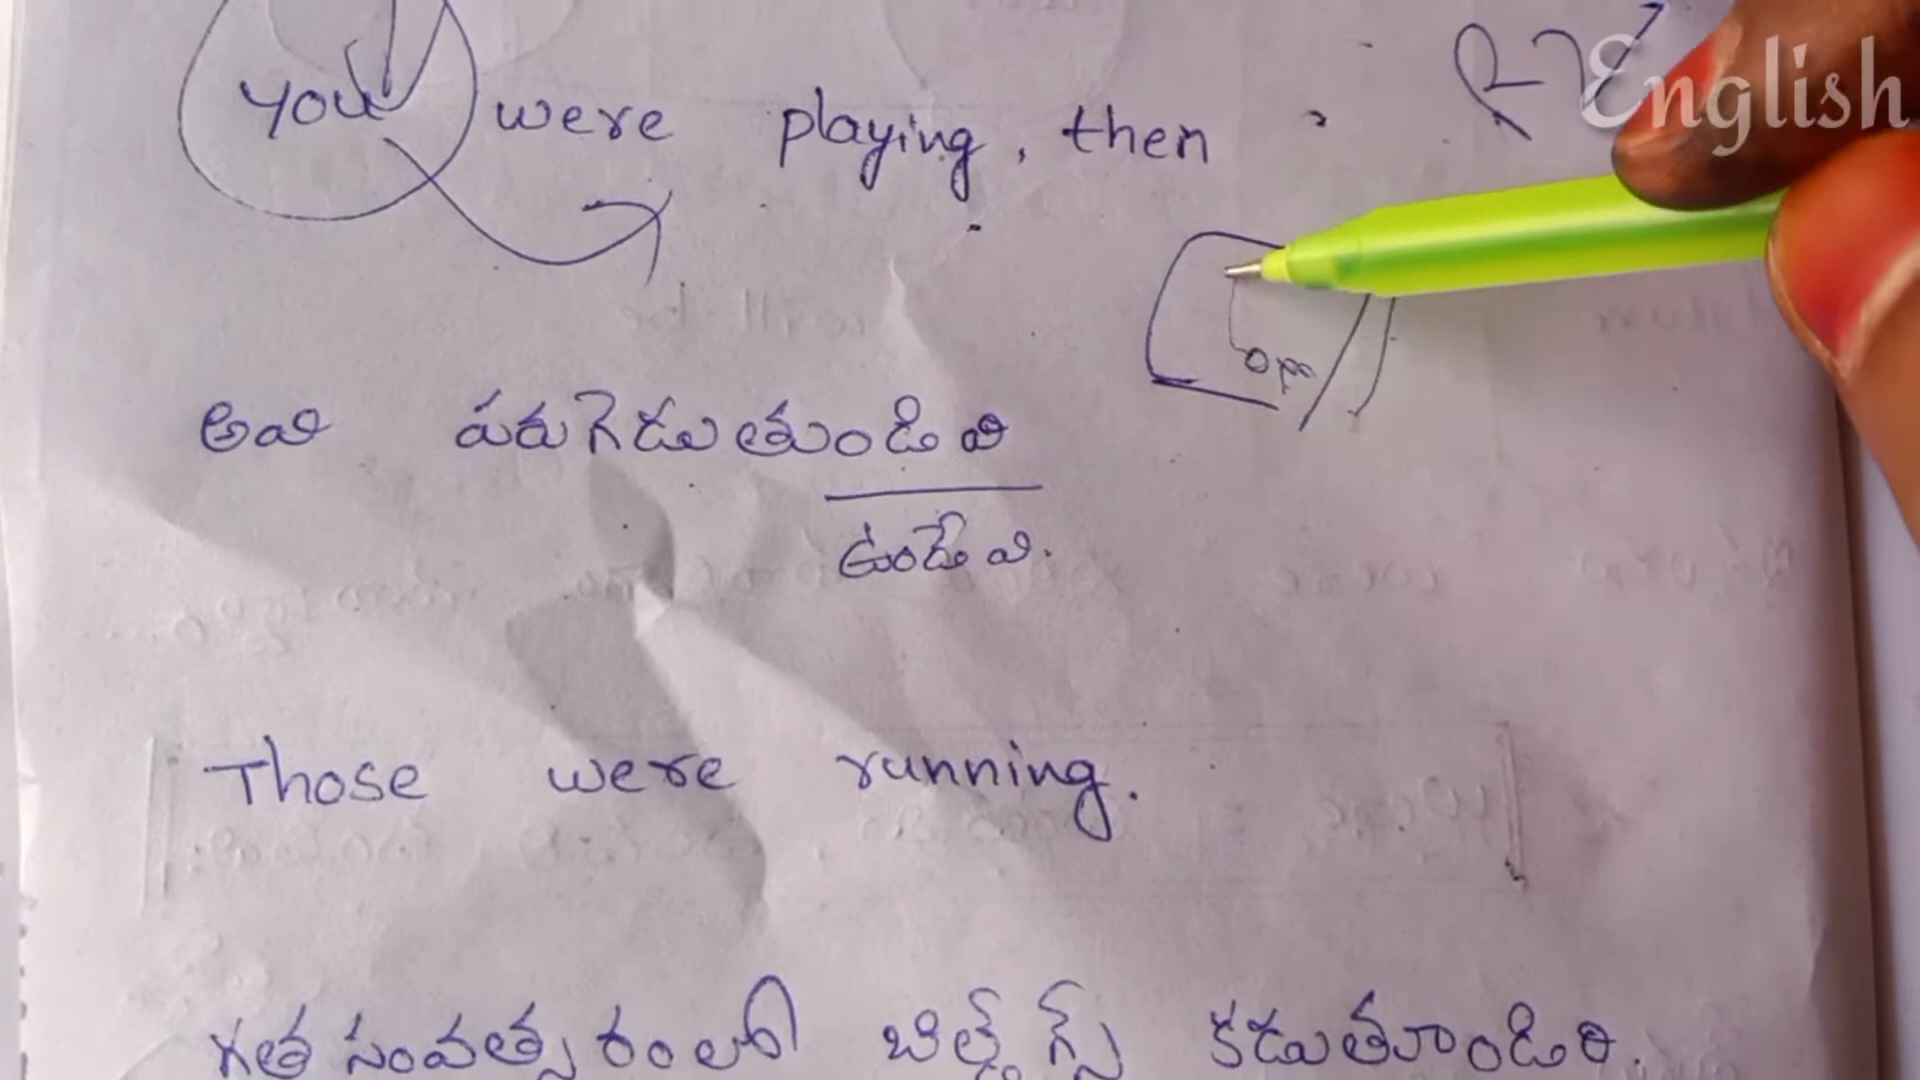 English
you were playing, then
అవి పరుగెడుతుండివి
ఉండేవి.
Those were running.
గత సంవత్సరంలో బిల్డింగ్స్ కడుతూండిరి.